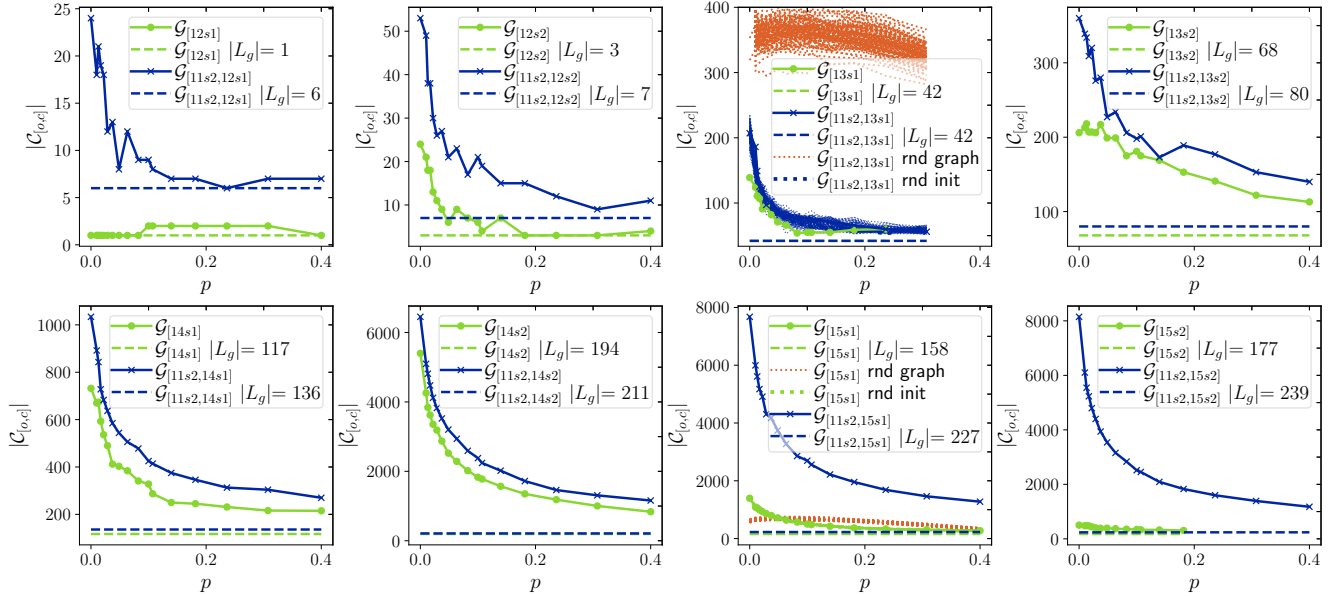 25
20
15
10
5
0
|𝒞[o,c]|
𝒢[12s1]
𝒢[12s1] |Lg|= 1
𝒢[11s2,12s1]
𝒢[11s2,12s1] |Lg|= 6
0.0
0.2
0.4
p
53
43
33
23
13
3
𝒢[12s2]
𝒢[12s2] |Lg|= 3
𝒢[11s2,12s2]
𝒢[11s2,12s2] |Lg|= 7
0.0
0.2
0.4
p
400
300
200
100
|𝒞[o,c]|
𝒢[13s1]
𝒢[13s1] |Lg|= 42
𝒢[11s2,13s1]
𝒢[11s2,13s1] |Lg|= 42
𝒢[11s2,13s1] rnd graph
𝒢[11s2,13s1] rnd init
0.0
0.2
0.4
p
300
200
100
|𝒞[o,c]|
𝒢[13s2]
𝒢[13s2] |Lg|= 68
𝒢[11s2,13s2]
𝒢[11s2,13s2] |Lg|= 80
0.0
0.2
0.4
p
1000
800
600
400
200
|𝒞[o,c]|
𝒢[14s1]
𝒢[14s1] |Lg|= 117
𝒢[11s2,14s1]
𝒢[11s2,14s1] |Lg|= 136
0.0
0.2
0.4
p
6000
4000
2000
0
|𝒞[o,c]|
𝒢[14s2]
𝒢[14s2] |Lg|= 194
𝒢[11s2,14s2]
𝒢[11s2,14s2] |Lg|= 211
0.0
0.2
0.4
p
8000
6000
4000
2000
1000
0
|𝒞[o,c]|
𝒢[15s1]
𝒢[15s1] |Lg|= 158
𝒢[15s1] rnd graph
𝒢[15s1] rnd init
𝒢[11s2,15s1]
𝒢[11s2,15s1] |Lg|= 227
0.0
0.2
0.4
p
8000
6000
4000
2000
0
|𝒞[o,c]|
𝒢[15s2]
𝒢[15s2] |Lg|= 177
𝒢[11s2,15s2]
𝒢[11s2,15s2] |Lg|= 239
0.0
0.2
0.4
p